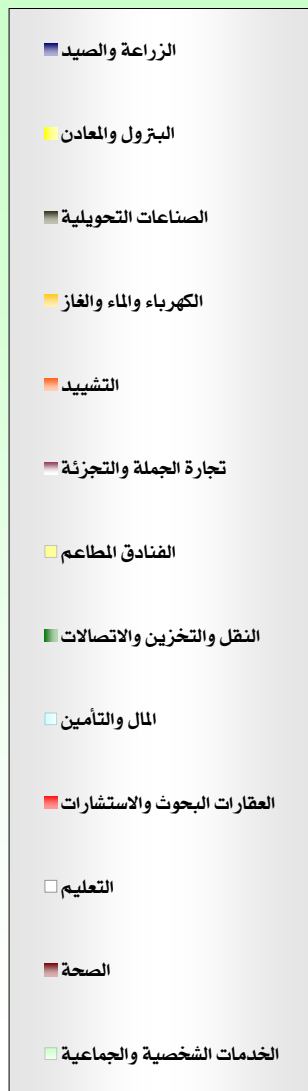 الزراعة والصيد
البترول والمعادن
الصناعات التحويلية
الكهرباء والماء والغاز
التشييد
تجارة الجملة والتجزئة
الفنادق المطاعم
النقل والتخزين والاتصالات
المال والتأمين
العقارات البحوث والاستشارات
التعليم
الصحة
الخدمات الشخصية والجماعية